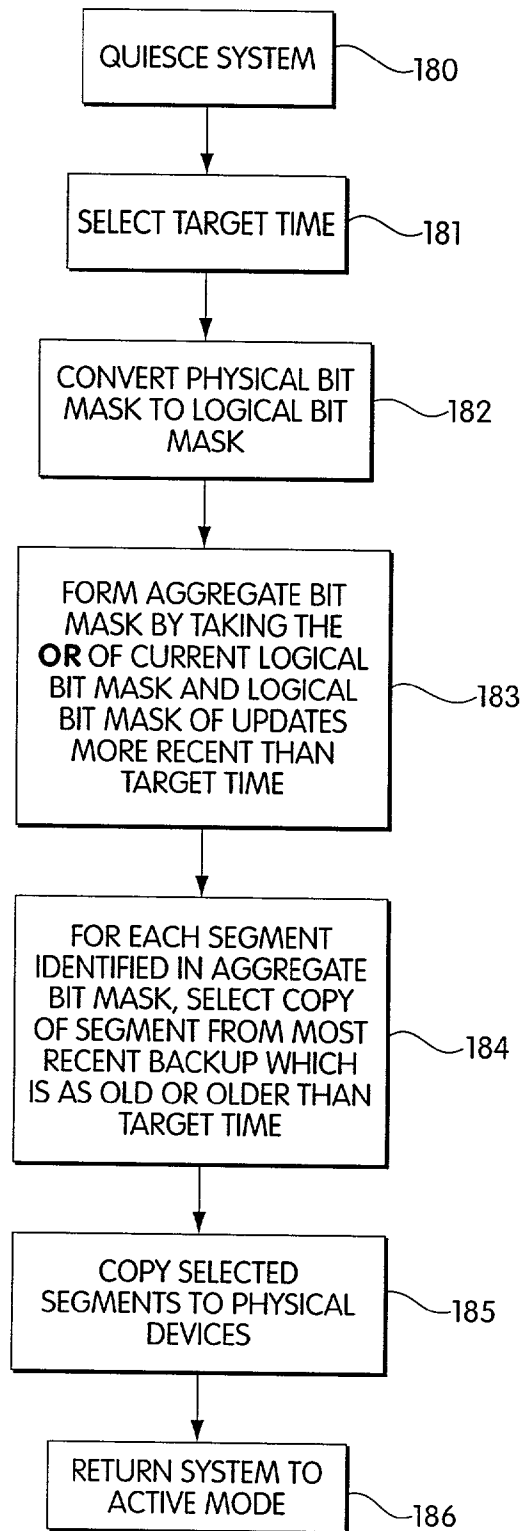 QUIESCE SYSTEM
180
SELECT TARGET TIME
181
CONVERT PHYSICAL BIT
MASK TO LOGICAL BIT
MASK
182
FORM AGGREGATE BIT
MASK BY TAKING THE
OR OF CURRENT LOGICAL
BIT MASK AND LOGICAL
BIT MASK OF UPDATES
MORE RECENT THAN
TARGET TIME
183
FOR EACH SEGMENT
IDENTIFIED IN AGGREGATE
BIT MASK, SELECT COPY
OF SEGMENT FROM MOST
RECENT BACKUP WHICH
IS AS OLD OR OLDER THAN
TARGET TIME
184
COPY SELECTED
SEGMENTS TO PHYSICAL
DEVICES
185
RETURN SYSTEM TO
ACTIVE MODE
186